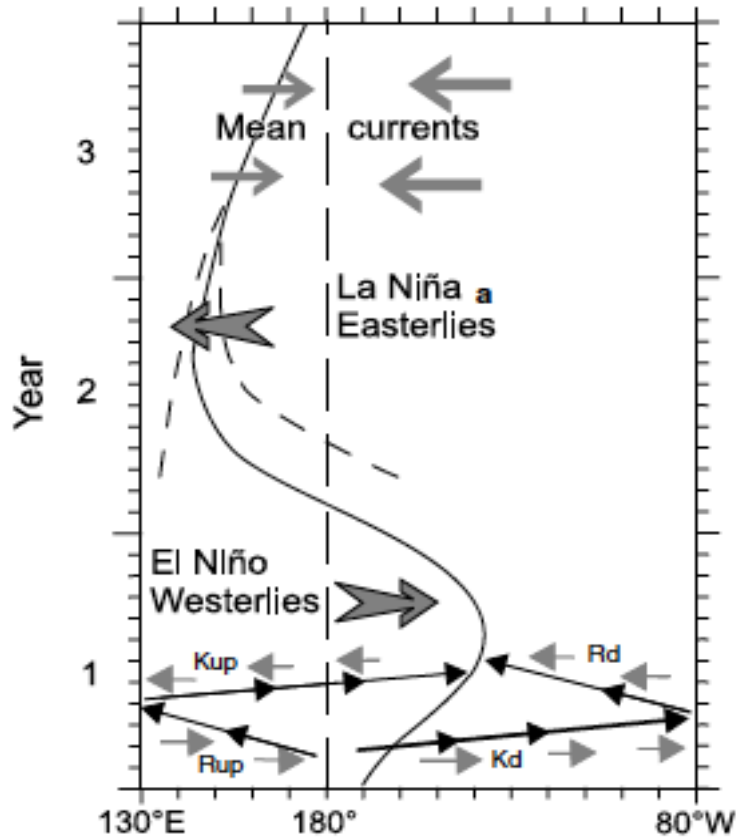 3
Mean currents
La Niña a
Easterlies
Year
2
El NIño
Westerlies
Kup
Rd
1
Rup
Kd
130°E
180°
80°W